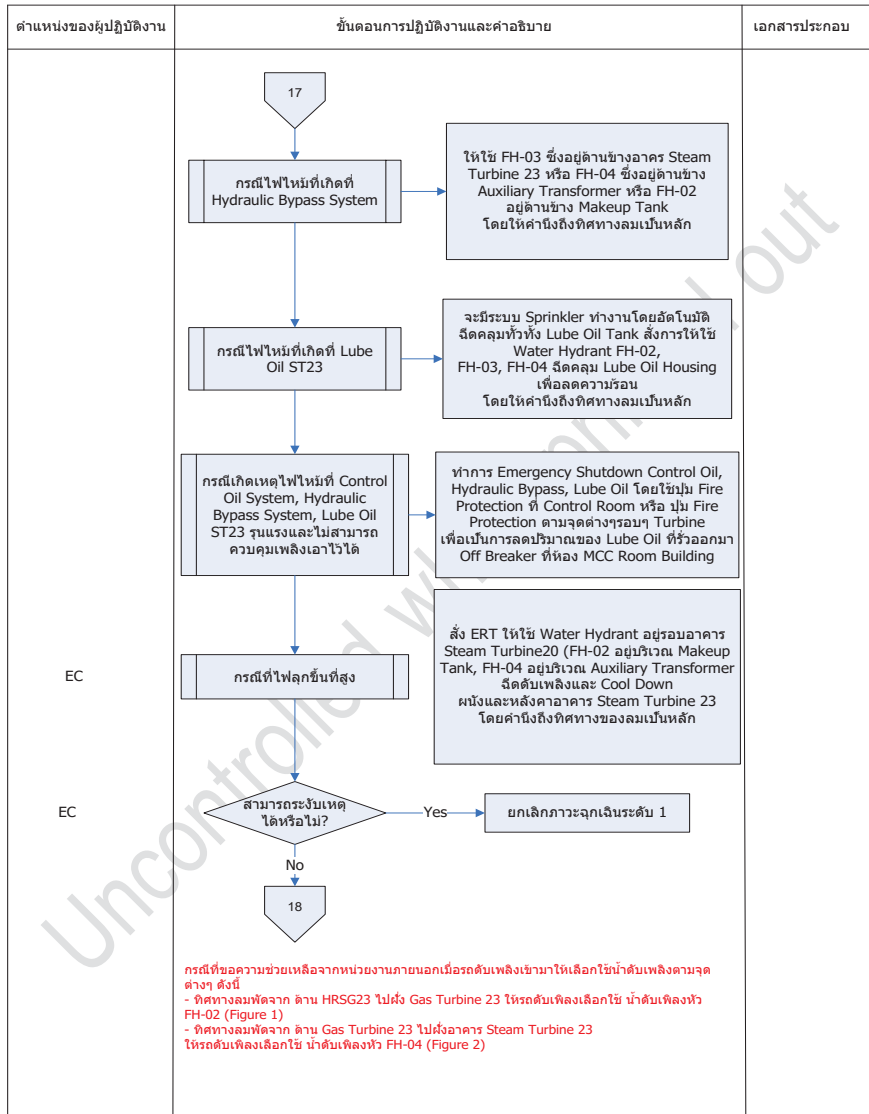 ตำแหน่งของผู้ปฏิบัติงาน
ขั้นตอนการปฏิบัติงานและคำอธิบาย
เอกสารประกอบ
17
กรณีไฟไหม้ที่เกิดที่
Hydraulic Bypass System
ให้ใช้ FH-03 ซึ่งอยู่ด้านข้างอาคร Steam
Turbine 23 หรือ FH-04 ซึ่งอยู่ด้านข้าง
Auxiliary Transformer หรือ FH-02
อยู่ด้านข้าง Makeup Tank
โดยให้คำนึงถึงทิศทางลมเป็นหลัก
กรณีไฟไหม้ที่เกิดที่ Lube
Oil ST23
จะมีระบบ Sprinkler ทำงานโดยอัตโนมัติ
ฉีดคลุมทั่วทั้ง Lube Oil Tank สั่งการให้ใช้
Water Hydrant FH-02,
FH-03, FH-04 ฉีดคลุม Lube Oil Housing
เพื่อลดความร้อน
โดยให้คำนึงถึงทิศทางลมเป็นหลัก
กรณีเกิดเหตุไฟไหม้ที่ Control
Oil System, Hydraulic
Bypass System, Lube Oil
ST23 รุนแรงและไม่สามารถ
ควบคุมเพลิงเอาไว้ได้
ทำการ Emergency Shutdown Control Oil,
Hydraulic Bypass, Lube Oil โดยใช้ปุ่ม Fire
Protection ที่ Control Room หรือ ปุ่ม Fire
Protection ตามจุดต่างๆรอบๆ Turbine
เพื่อเป็นการลดปริมาณของ Lube Oil ที่รั่วออกมา
Off Breaker ที่ห้อง MCC Room Building
EC
กรณีที่ไฟลุกขึ้นที่สูง
สั่ง ERT ให้ใช้ Water Hydrant อยู่รอบอาคาร
Steam Turbine20 (FH-02 อยู่บริเวณ Makeup
Tank, FH-04 อยู่บริเวณ Auxiliary Transformer
ฉีดดับเพลิงและ Cool Down
ผนังและหลังคาอาคาร Steam Turbine 23
โดยคำนึงถึงทิศทางของลมเป็นหลัก
EC
สามารถระงับเหตุ
ได้หรือไม่?
Yes
ยกเลิกภาวะฉุกเฉินระดับ 1
No
18
กรณีที่ขอความช่วยเหลือจากหน่วยงานภายนอกเมื่อรถดับเพลิงเข้ามาให้เลือกใช้น้ำดับเพลิงตามจุด
ต่างๆ ดังนี้
- ทิศทางลมพัดจาก ด้าน HRSG23 ไปฝั่ง Gas Turbine 23 ให้รถดับเพิลงเลือกใช้ น้ำดับเพลิงหัว
FH-02 (Figure 1)
- ทิศทางลมพัดจาก ด้าน Gas Turbine 23 ไปฝั่งอาคาร Steam Turbine 23
ให้รถดับเพลิงเลือกใช้ น้ำดับเพลิงหัว FH-04 (Figure 2)